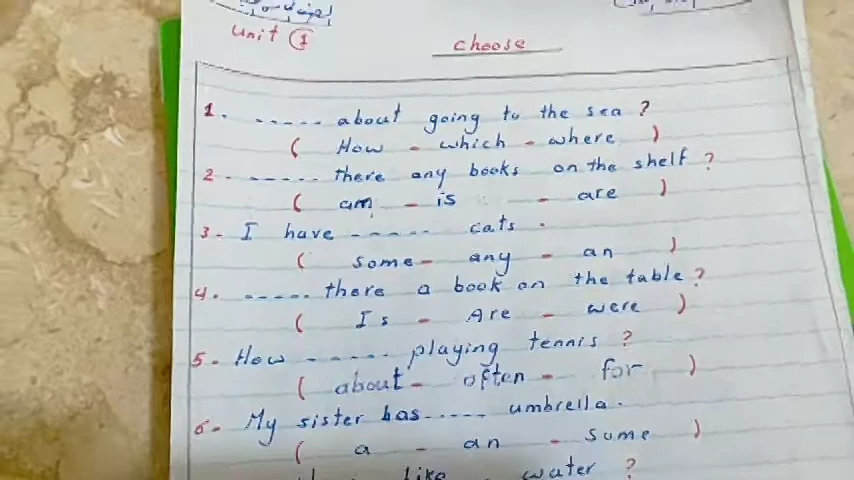 Unit 1
choose
1. ..... about going to the sea ?
( How - which - where )
2- ...... there any books on the shelf ?
( am - is - are )
3- I have ...... cats .
( some - any - an )
4. ..... there a book on the table ?
( Is - Are - were )
5- How ...... playing tennis ?
( about - often - for )
6- My sister has ..... umbrella .
( a - an - some )
like water ?